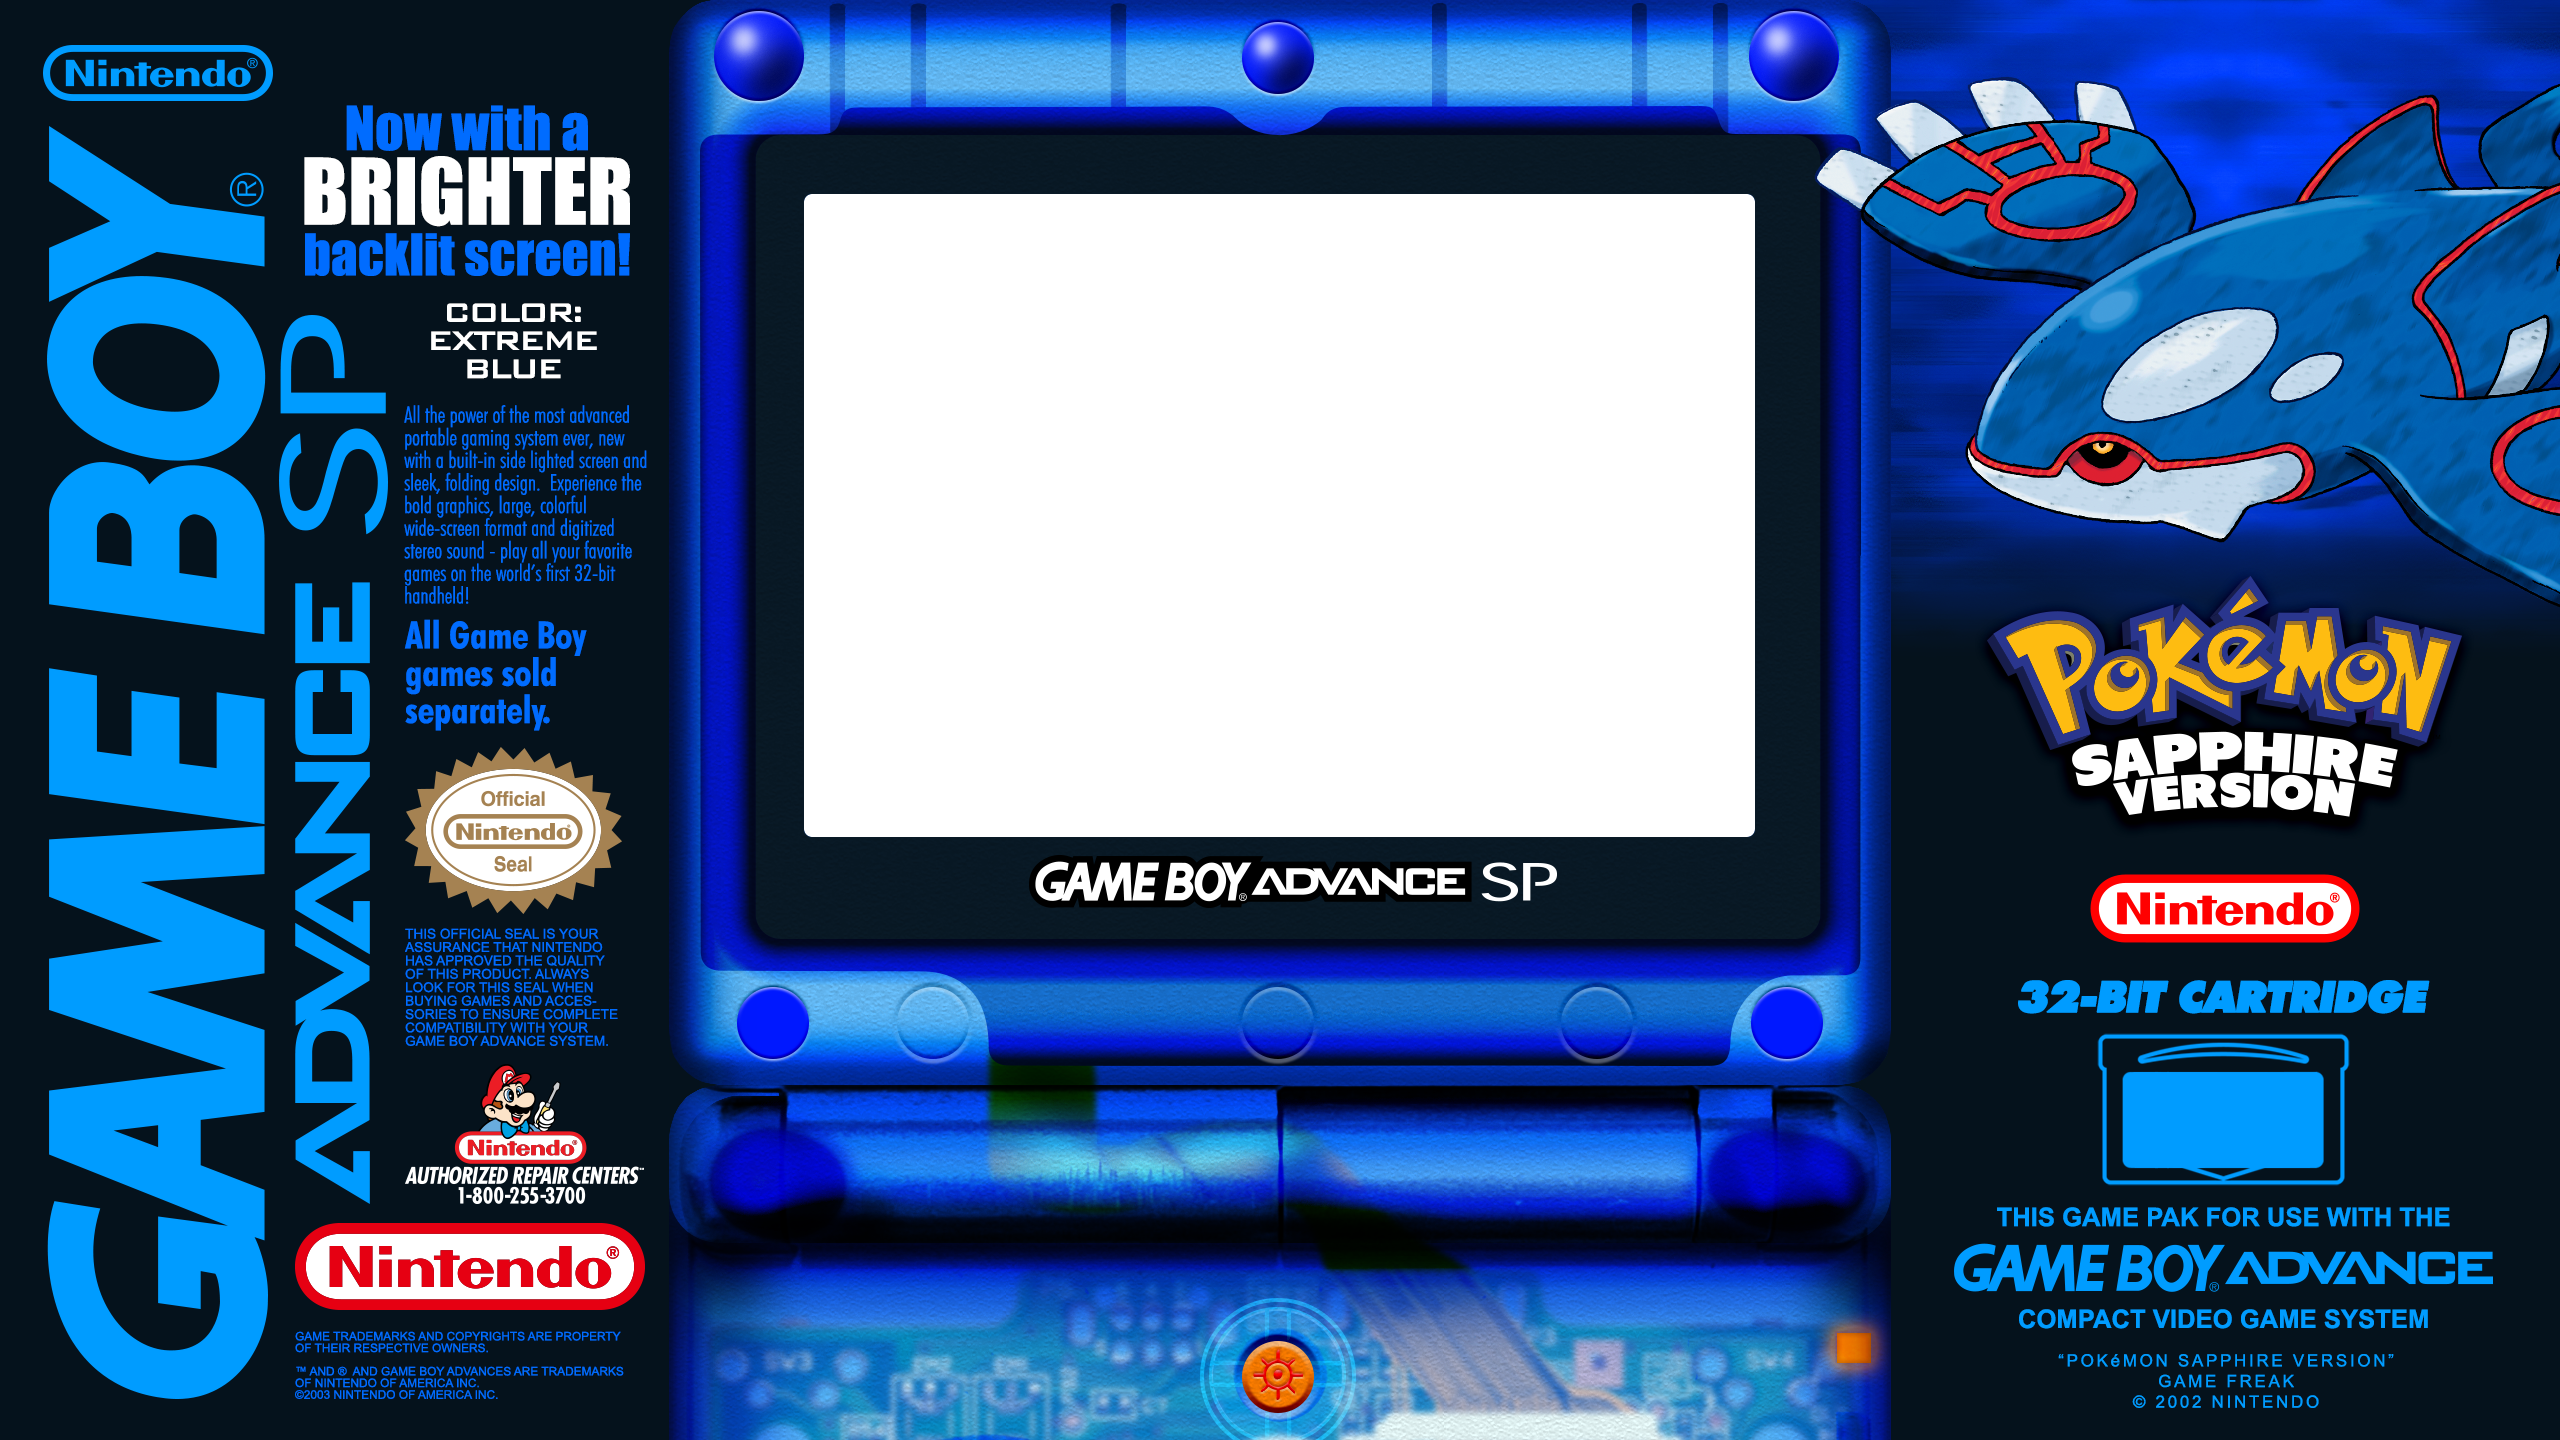 Nintendo®
GAME BOY®
ADVANCE SP
Now with a
BRIGHTER
backlit screen!
COLOR:
EXTREME
BLUE
All the power of the most advanced
portable gaming system ever, new
with a built-in side lighted screen and
sleek, folding design.  Experience the
bold graphics, large, colorful
wide-screen format and digitized
stereo sound - play all your favorite
games on the world's first 32-bit
handheld!
All Game Boy
games sold
separately.
Official
Nintendo
Seal
THIS OFFICIAL SEAL IS YOUR
ASSURANCE THAT NINTENDO
HAS APPROVED THE QUALITY
OF THIS PRODUCT. ALWAYS
LOOK FOR THIS SEAL WHEN
BUYING GAMES AND ACCES-
SORIES TO ENSURE COMPLETE
COMPATIBILITY WITH YOUR
GAME BOY ADVANCE SYSTEM.
Nintendo®
AUTHORIZED REPAIR CENTERS™
1-800-255-3700
Nintendo®
GAME TRADEMARKS AND COPYRIGHTS ARE PROPERTY
OF THEIR RESPECTIVE OWNERS.
™ AND ® AND GAME BOY ADVANCES ARE TRADEMARKS
OF NINTENDO OF AMERICA INC.
©2003 NINTENDO OF AMERICA INC.
GAME BOY® ADVANCE SP
POKéMON
SAPPHIRE
VERSION
Nintendo®
32-BIT CARTRIDGE
THIS GAME PAK FOR USE WITH THE
GAME BOY® ADVANCE
COMPACT VIDEO GAME SYSTEM
“POKéMON SAPPHIRE VERSION”
GAME FREAK
© 2002 NINTENDO